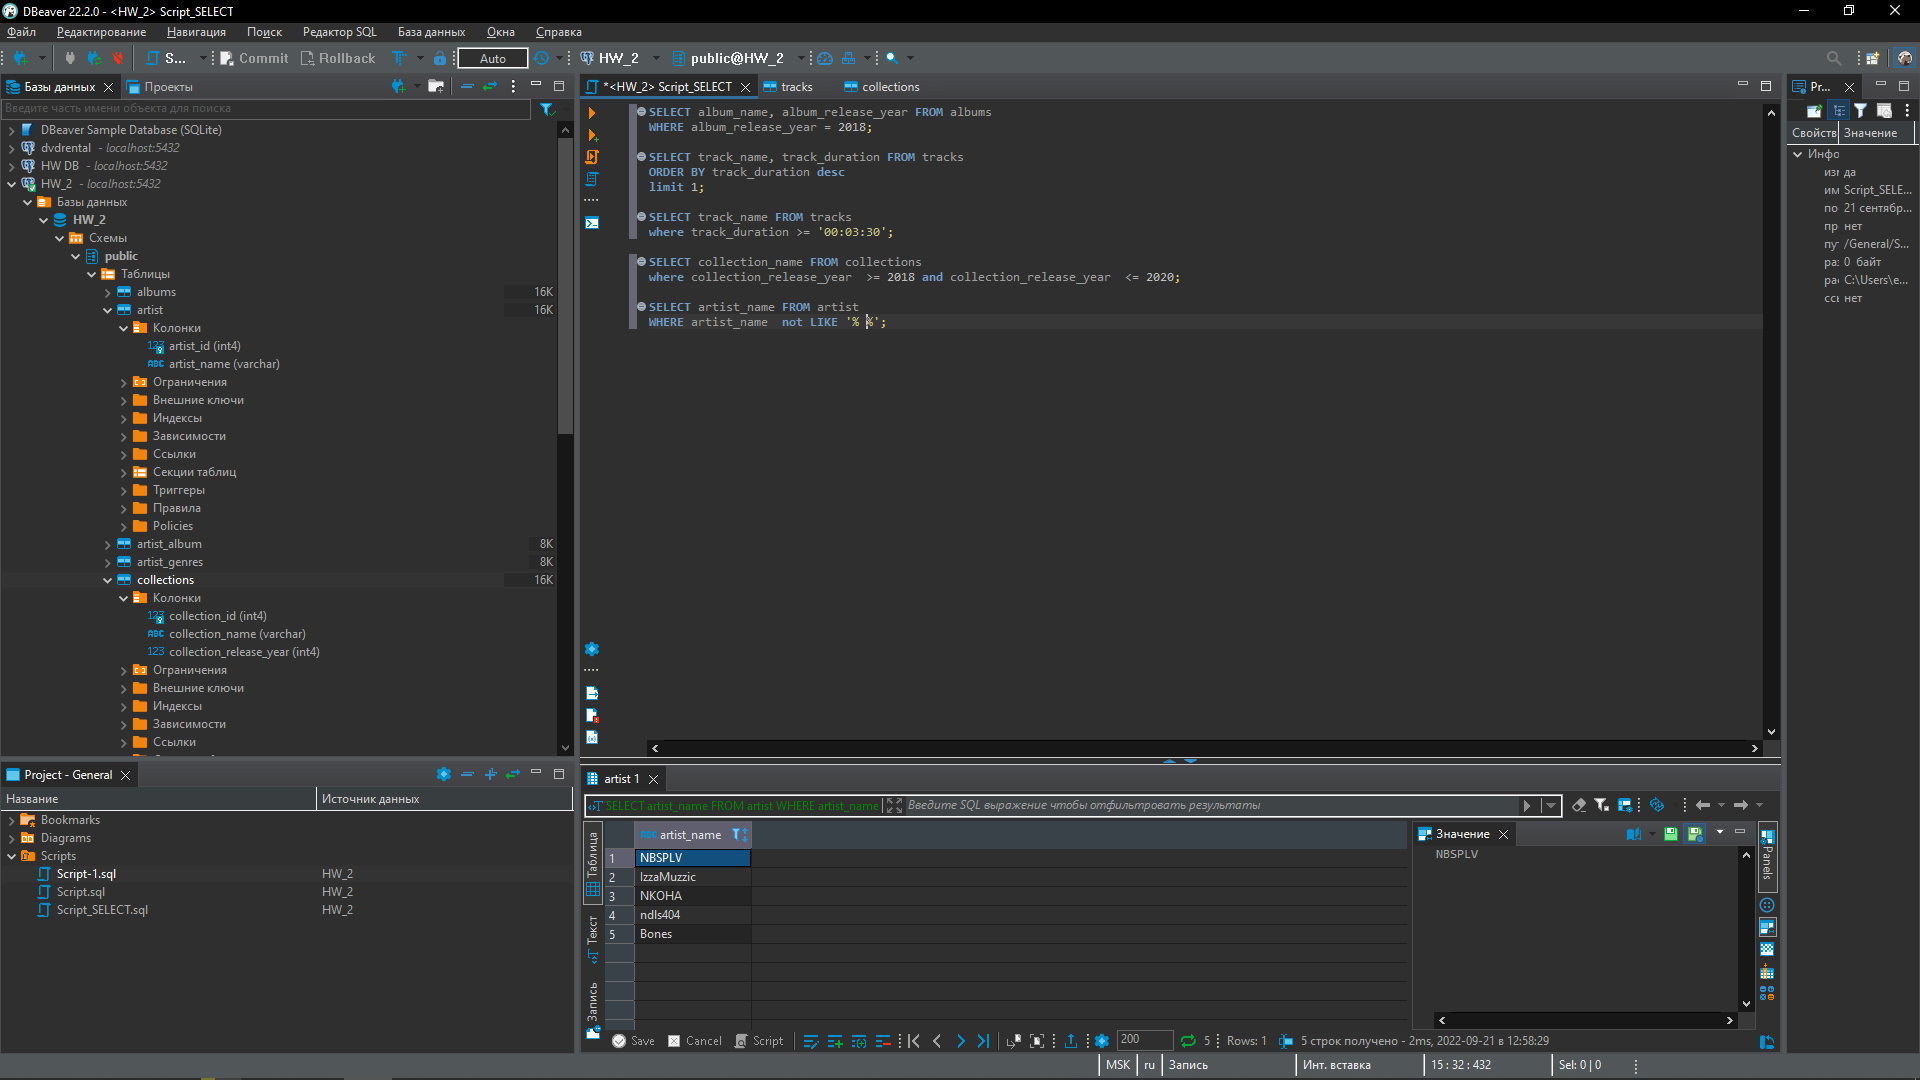 DBeaver 22.2.0 - <HW_2> Script_SELECT
Файл Редактирование Навигация Поиск Редактор SQL База данных Окна Справка
S... Commit Rollback Auto HW_2 public@HW_2
Базы данных Проекты
Введите часть имени объекта для поиска
DBeaver Sample Database (SQLite)
dvdrental - localhost:5432
HW DB - localhost:5432
HW_2 - localhost:5432
Базы данных
HW_2
Схемы
public
Таблицы
albums 16K
artist 16K
Колонки
artist_id (int4)
artist_name (varchar)
Ограничения
Внешние ключи
Индексы
Зависимости
Ссылки
Секции таблиц
Триггеры
Правила
Policies
artist_album 8K
artist_genres 8K
collections 16K
Колонки
collection_id (int4)
collection_name (varchar)
collection_release_year (int4)
Ограничения
Внешние ключи
Индексы
Зависимости
Ссылки
Project - General
Название Источник данных
Bookmarks
Diagrams
Scripts
Script-1.sql HW_2
Script.sql HW_2
Script_SELECT.sql HW_2
*<HW_2> Script_SELECT tracks collections
SELECT album_name, album_release_year FROM albums
WHERE album_release_year = 2018;
SELECT track_name, track_duration FROM tracks
ORDER BY track_duration desc
limit 1;
SELECT track_name FROM tracks
where track_duration >= '00:03:30';
SELECT collection_name FROM collections
where collection_release_year  >= 2018 and collection_release_year  <= 2020;
SELECT artist_name FROM artist
WHERE artist_name  not LIKE '% %';
artist 1
SELECT artist_name FROM artist WHERE artist_name Введите SQL выражение чтобы отфильтровать результаты
Таблица
Текст
Запись
artist_name
1 NBSPLV
2 IzzaMuzzic
3 NKOHA
4 ndls404
5 Bones
Значение
NBSPLV
Panels
Save Cancel Script 200 5 Rows: 1 5 строк получено - 2ms, 2022-09-21 в 12:58:29
Pr...
Свойств Значение
Инфо
изг да
им Script_SELE...
по 21 сентябр...
пр нет
пу /General/S...
раз 0 байт
рас C:\Users\e...
ссь нет
MSK ru Запись Инт. вставка 15 : 32 : 432 Sel: 0 | 0